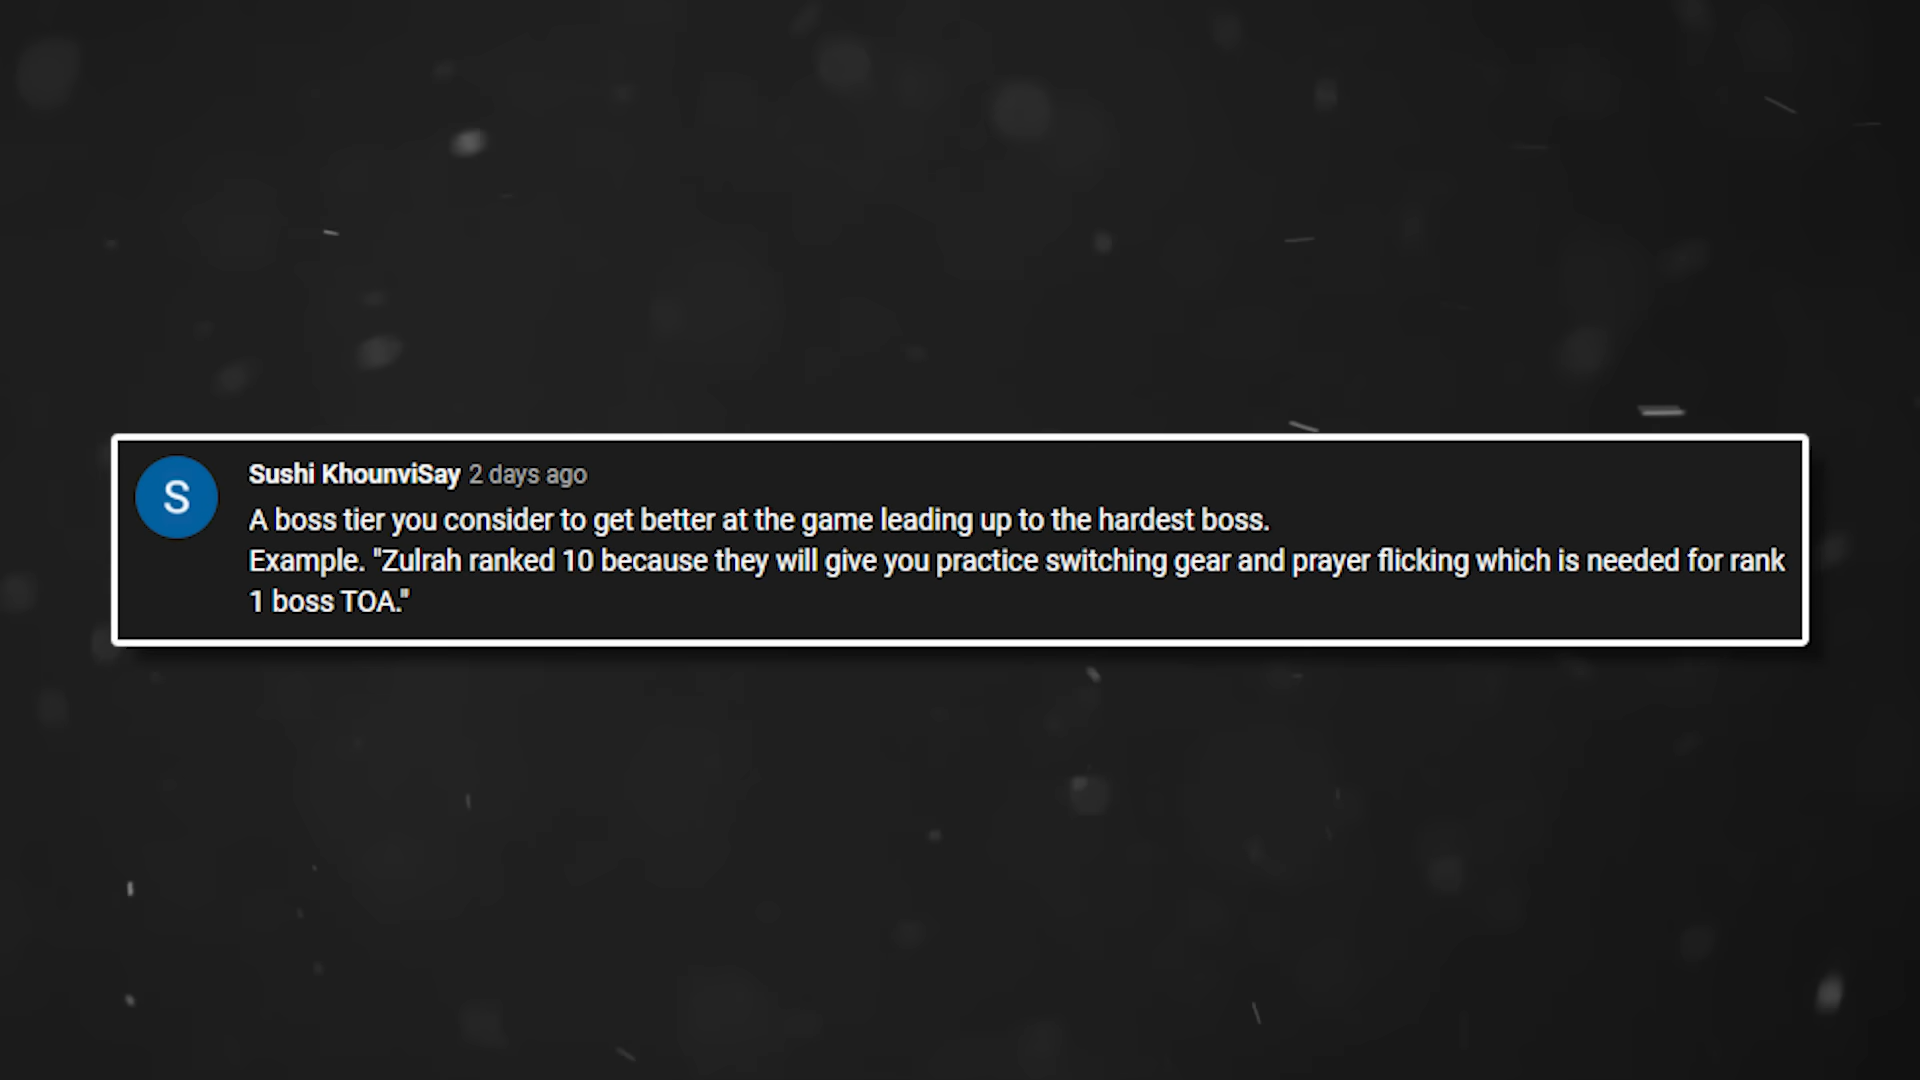 S
Sushi KhounviSay 2 days ago
A boss tier you consider to get better at the game leading up to the hardest boss.
Example. "Zulrah ranked 10 because they will give you practice switching gear and prayer flicking which is needed for rank
1 boss TOA."